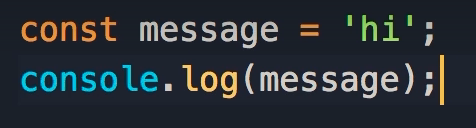 const message = 'hi';
console.log(message);